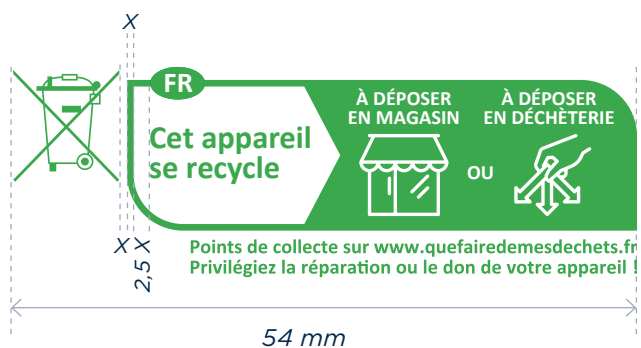 X
FR
Cet appareil
se recycle
À DÉPOSER
EN MAGASIN
OU
À DÉPOSER
EN DÉCHÈTERIE
X
2,5 X
Points de collecte sur www.quefairedemesdechets.fr
Privilégiez la réparation ou le don de votre appareil !
54 mm